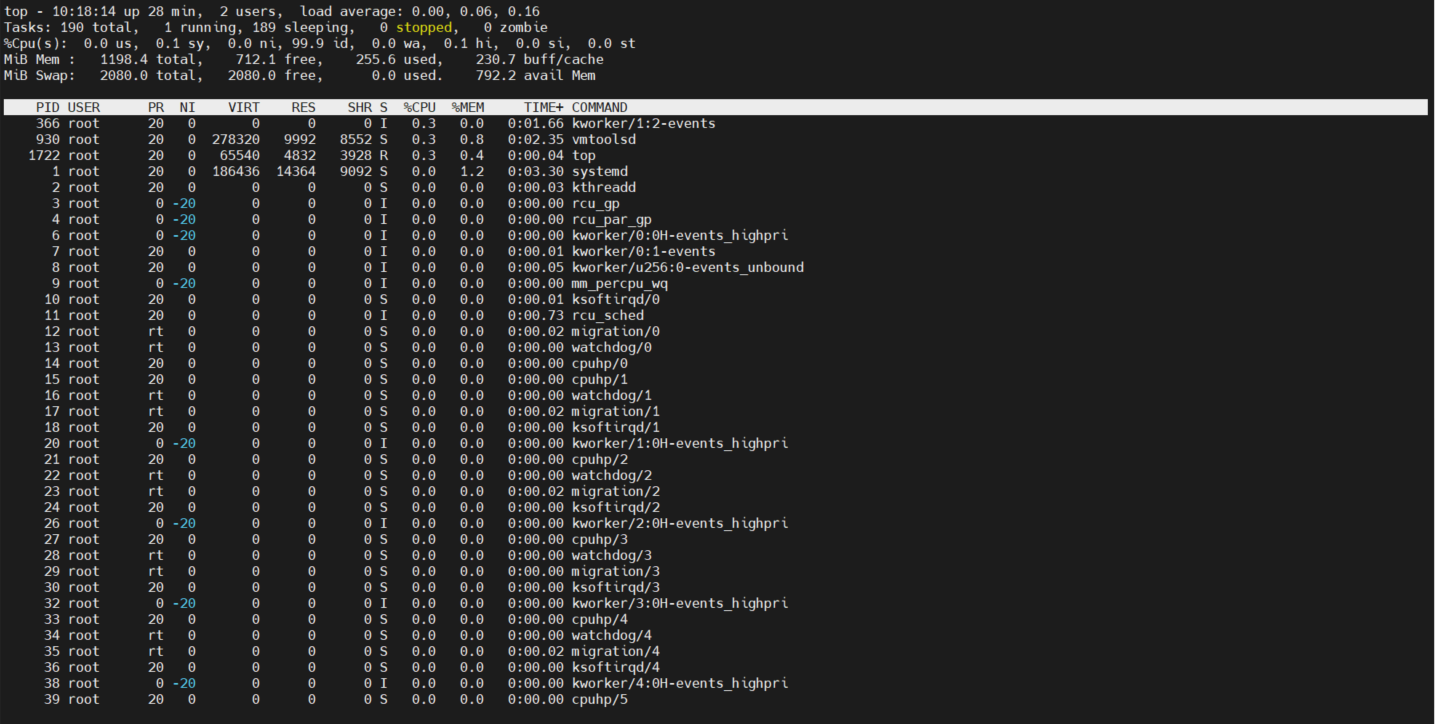 top - 10:18:14 up 28 min,  2 users,  load average: 0.00, 0.06, 0.16
Tasks: 190 total,   1 running, 189 sleeping,   0 stopped,   0 zombie
%Cpu(s):  0.0 us,  0.1 sy,  0.0 ni, 99.9 id,  0.0 wa,  0.1 hi,  0.0 si,  0.0 st
MiB Mem :   1198.4 total,    712.1 free,    255.6 used,    230.7 buff/cache
MiB Swap:   2080.0 total,   2080.0 free,      0.0 used.    792.2 avail Mem
    PID USER      PR  NI    VIRT    RES    SHR S  %CPU  %MEM     TIME+ COMMAND
    366 root      20   0       0      0      0 I   0.3   0.0   0:01.66 kworker/1:2-events
    930 root      20   0  278320   9992   8552 S   0.3   0.8   0:02.35 vmtoolsd
   1722 root      20   0   65540   4832   3928 R   0.3   0.4   0:00.04 top
      1 root      20   0  186436  14364   9092 S   0.0   1.2   0:03.30 systemd
      2 root      20   0       0      0      0 S   0.0   0.0   0:00.03 kthreadd
      3 root       0 -20       0      0      0 I   0.0   0.0   0:00.00 rcu_gp
      4 root       0 -20       0      0      0 I   0.0   0.0   0:00.00 rcu_par_gp
      6 root       0 -20       0      0      0 I   0.0   0.0   0:00.00 kworker/0:0H-events_highpri
      7 root      20   0       0      0      0 I   0.0   0.0   0:00.01 kworker/0:1-events
      8 root      20   0       0      0      0 I   0.0   0.0   0:00.05 kworker/u256:0-events_unbound
      9 root       0 -20       0      0      0 I   0.0   0.0   0:00.00 mm_percpu_wq
     10 root      20   0       0      0      0 S   0.0   0.0   0:00.01 ksoftirqd/0
     11 root      20   0       0      0      0 I   0.0   0.0   0:00.73 rcu_sched
     12 root      rt   0       0      0      0 S   0.0   0.0   0:00.02 migration/0
     13 root      rt   0       0      0      0 S   0.0   0.0   0:00.00 watchdog/0
     14 root      20   0       0      0      0 S   0.0   0.0   0:00.00 cpuhp/0
     15 root      20   0       0      0      0 S   0.0   0.0   0:00.00 cpuhp/1
     16 root      rt   0       0      0      0 S   0.0   0.0   0:00.00 watchdog/1
     17 root      rt   0       0      0      0 S   0.0   0.0   0:00.02 migration/1
     18 root      20   0       0      0      0 S   0.0   0.0   0:00.00 ksoftirqd/1
     20 root       0 -20       0      0      0 I   0.0   0.0   0:00.00 kworker/1:0H-events_highpri
     21 root      20   0       0      0      0 S   0.0   0.0   0:00.00 cpuhp/2
     22 root      rt   0       0      0      0 S   0.0   0.0   0:00.00 watchdog/2
     23 root      rt   0       0      0      0 S   0.0   0.0   0:00.02 migration/2
     24 root      20   0       0      0      0 S   0.0   0.0   0:00.00 ksoftirqd/2
     26 root       0 -20       0      0      0 I   0.0   0.0   0:00.00 kworker/2:0H-events_highpri
     27 root      20   0       0      0      0 S   0.0   0.0   0:00.00 cpuhp/3
     28 root      rt   0       0      0      0 S   0.0   0.0   0:00.00 watchdog/3
     29 root      rt   0       0      0      0 S   0.0   0.0   0:00.00 migration/3
     30 root      20   0       0      0      0 S   0.0   0.0   0:00.00 ksoftirqd/3
     32 root       0 -20       0      0      0 I   0.0   0.0   0:00.00 kworker/3:0H-events_highpri
     33 root      20   0       0      0      0 S   0.0   0.0   0:00.00 cpuhp/4
     34 root      rt   0       0      0      0 S   0.0   0.0   0:00.00 watchdog/4
     35 root      rt   0       0      0      0 S   0.0   0.0   0:00.02 migration/4
     36 root      20   0       0      0      0 S   0.0   0.0   0:00.00 ksoftirqd/4
     38 root       0 -20       0      0      0 I   0.0   0.0   0:00.00 kworker/4:0H-events_highpri
     39 root      20   0       0      0      0 S   0.0   0.0   0:00.00 cpuhp/5